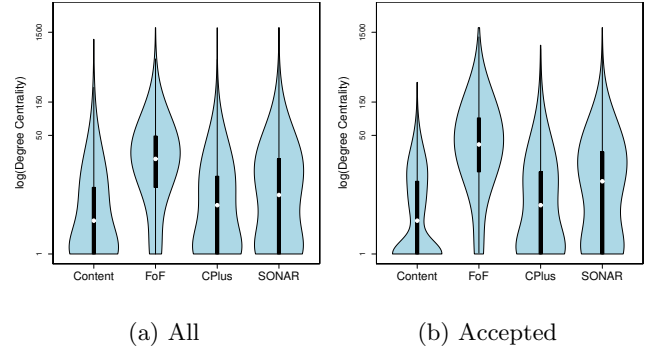 log(Degree Centrality)
1500
150
50
1
Content FoF CPlus SONAR
(a) All
log(Degree Centrality)
1500
150
50
1
Content FoF CPlus SONAR
(b) Accepted